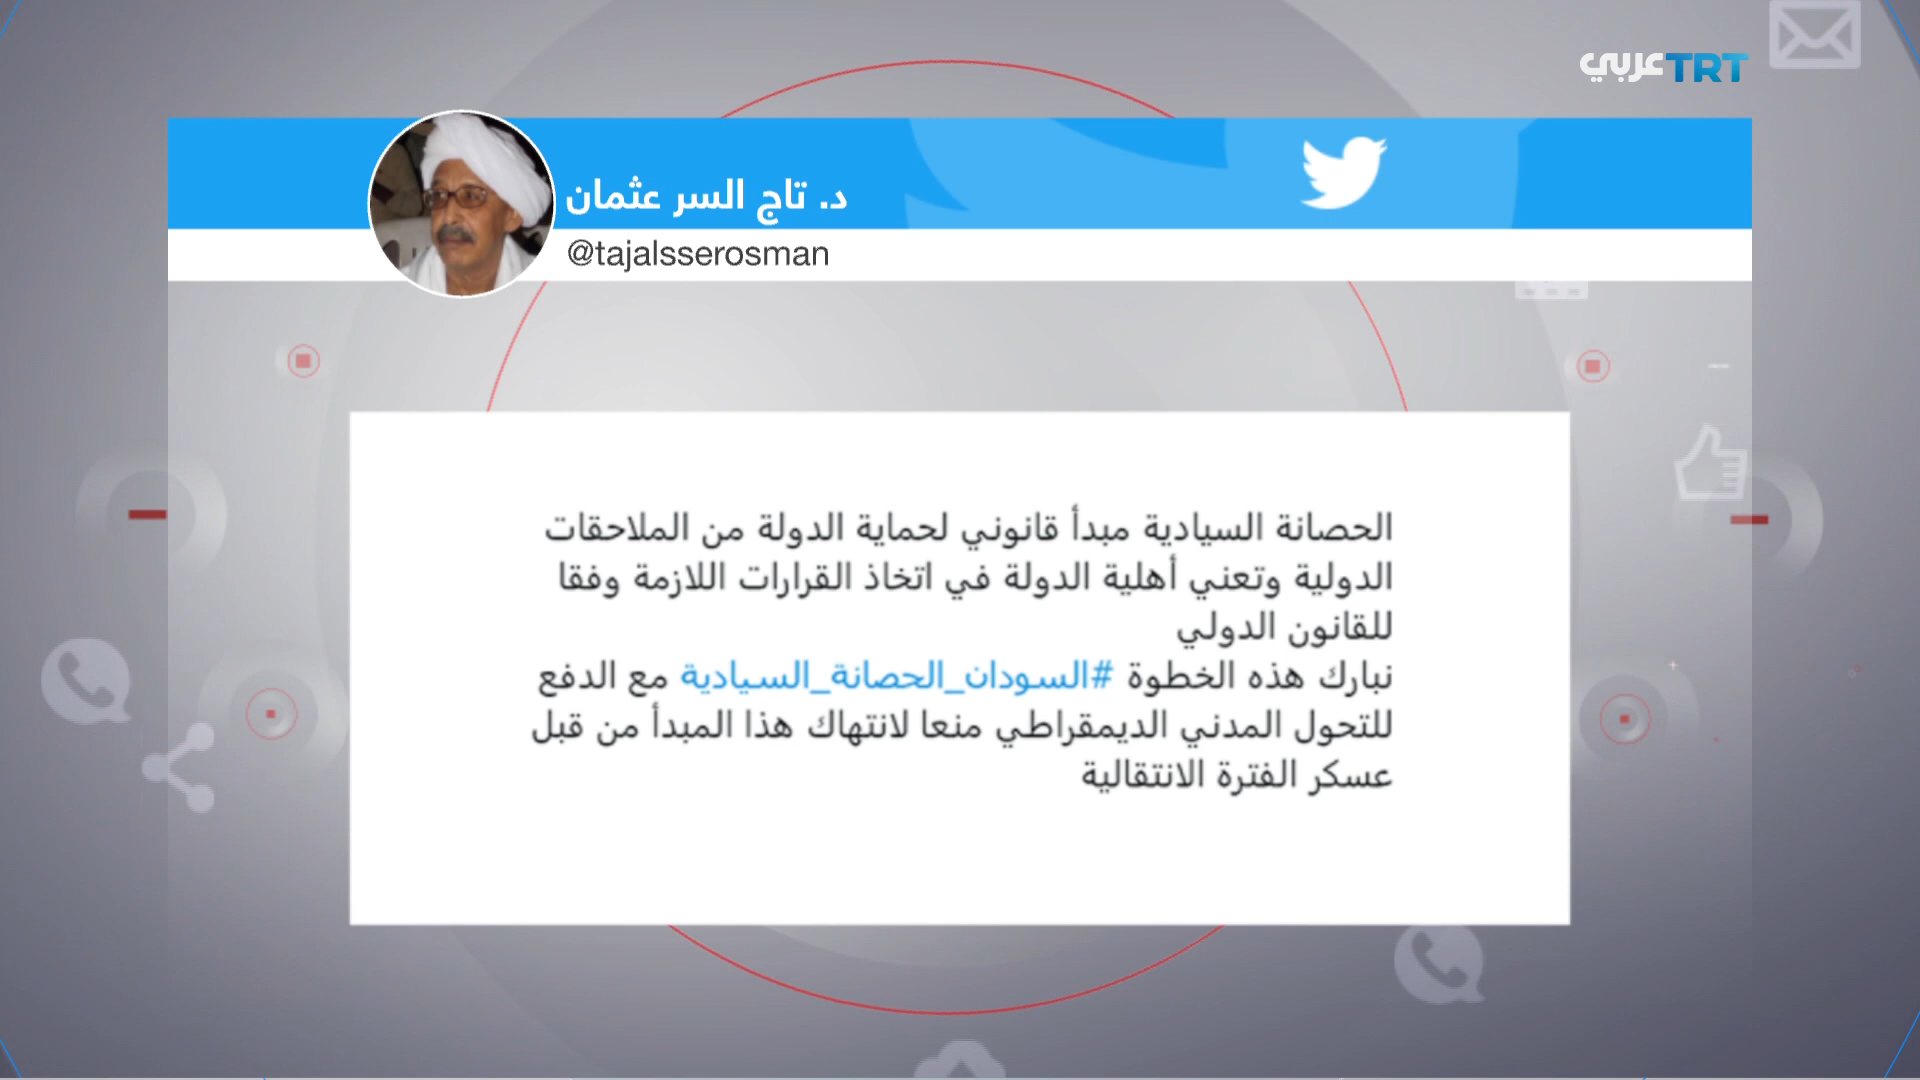 TRT عربي
د. تاج السر عثمان
@tajalsserosman
الحصانة السيادية مبدأ قانوني لحماية الدولة من الملاحقات
الدولية وتعني أهلية الدولة في اتخاذ القرارات اللازمة وفقا
للقانون الدولي
نبارك هذه الخطوة #السودان_الحصانة_السيادية مع الدفع
للتحول المدني الديمقراطي منعا لانتهاك هذا المبدأ من قبل
عسكر الفترة الانتقالية